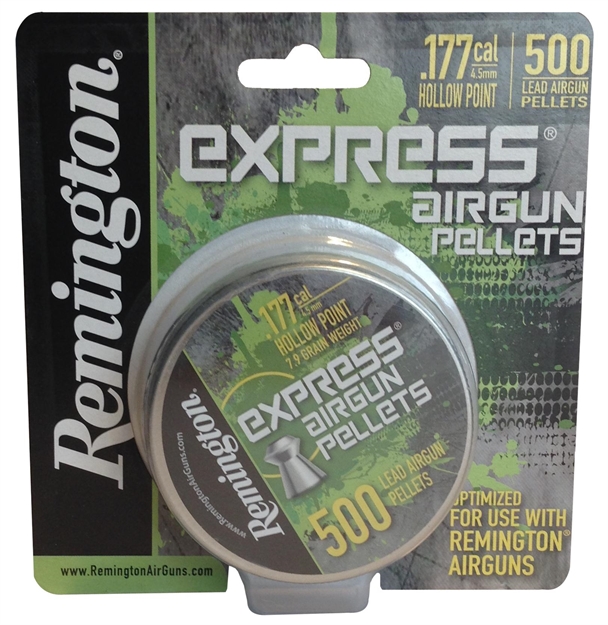 Remington®
.177cal
4.5mm
HOLLOW POINT
500
LEAD AIRGUN
PELLETS
EXPRESS®
AIRGUN
PELLETS
.177cal
4.5mm
HOLLOW POINT
7.9 GRAIN WEIGHT
EXPRESS®
AIRGUN
PELLETS
Remington®
www.RemingtonAirGuns.com
500
LEAD AIRGUN
PELLETS
OPTIMIZED
FOR USE WITH
REMINGTON®
AIRGUNS
www.RemingtonAirGuns.com